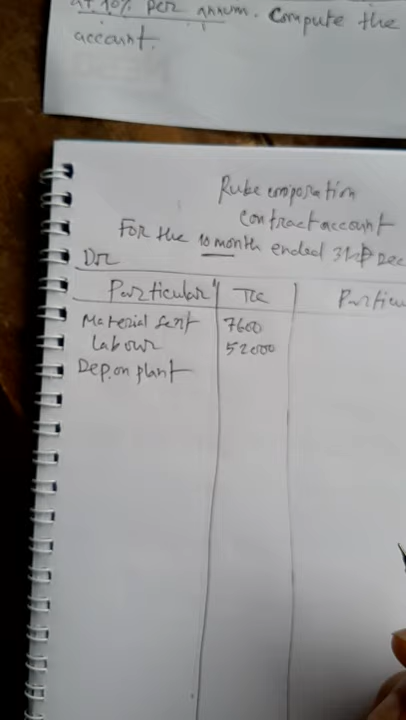 at 10% per annum. Compute the
account.
Rube corporation
contract account
For the 10 month ended 31st Dec
Dr
Particular Tk
Particu
Material sent 7600
Labour 52000
Dep.on plant